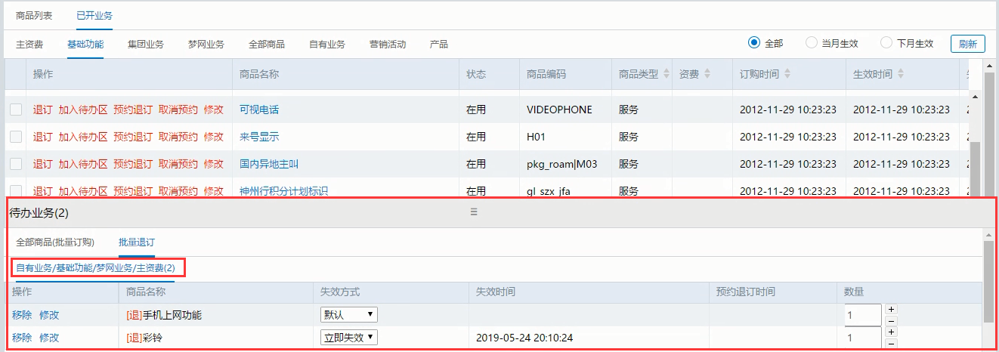 商品列表 已开业务
主资费 基础功能 集团业务 梦网业务 全部商品 自有业务 营销活动 产品 全部 当月生效 下月生效 刷新
操作 商品名称 状态 商品编码 商品类型 资费 订购时间 生效时间
退订 加入待办区 预约退订 取消预约 修改 可视电话 在用 VIDEOPHONE 服务 2012-11-29 10:23:23 2012-11-29 10:23:23
退订 加入待办区 预约退订 取消预约 修改 来号显示 在用 H01 服务 2012-11-29 10:23:23 2012-11-29 10:23:23
退订 加入待办区 预约退订 取消预约 修改 国内异地主叫 在用 pkg_roam|M03 服务 2012-11-29 10:23:23 2012-11-29 10:23:23
退订 加入待办区 预约退订 取消预约 修改 神州行积分计划标识 在用 gl_szx_jfa 服务 2012-11-29 10:23:23 2012-11-29 10:23:23
待办业务(2)
全部商品(批量订购) 批量退订
自有业务/基础功能/梦网业务/主资费(2)
操作 商品名称 失效方式 失效时间 预约退订时间 数量
移除 修改 [退]手机上网功能 默认 1 + −
移除 修改 [退]彩铃 立即失效 2019-05-24 20:10:24 1 + −